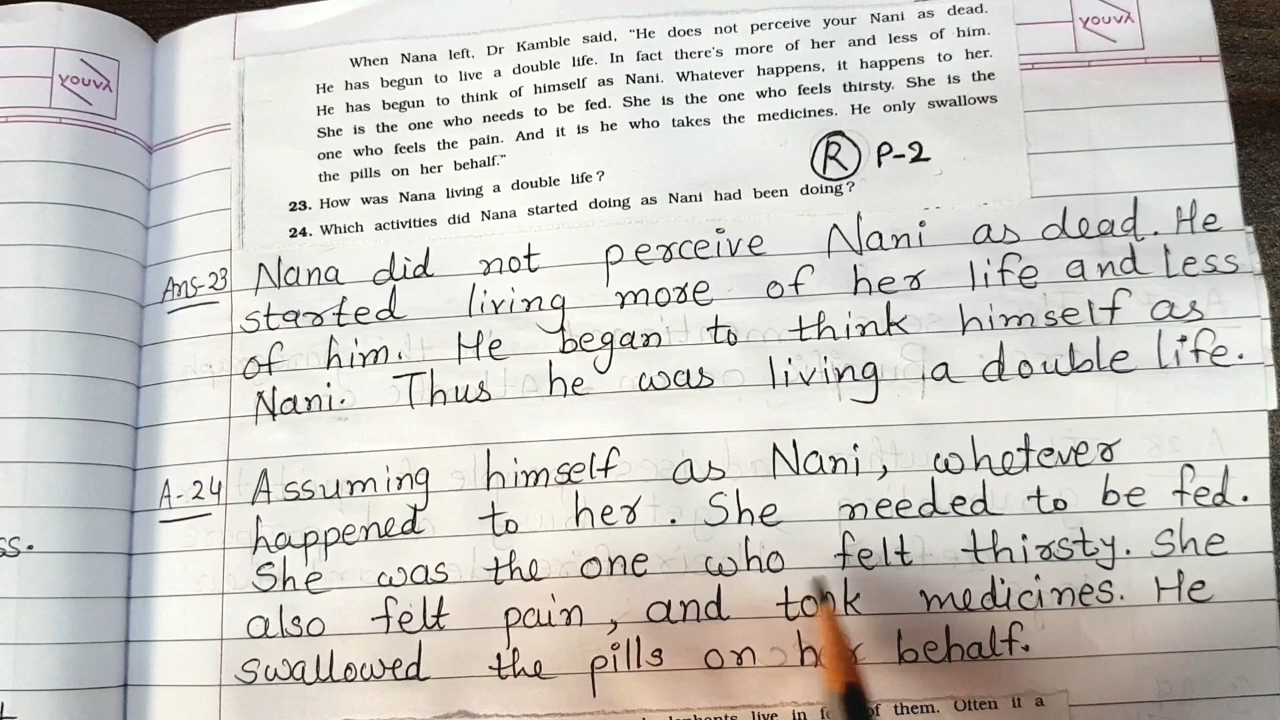 YOUVA
YOUVA
When Nana left, Dr Kamble said, "He does not perceive your Nani as dead.
He has begun to live a double life. In fact there's more of her and less of him.
He has begun to think of himself as Nani. Whatever happens, it happens to her.
She is the one who needs to be fed. She is the one who feels thirsty. She is the
one who feels the pain. And it is he who takes the medicines. He only swallows
the pills on her behalf."
R P-2
23. How was Nana living a double life?
24. Which activities did Nana started doing as Nani had been doing?
Ans-23 Nana did not perceive Nani as dead. He
started living more of her life and less
of him. He began to think himself as
Nani. Thus he was living a double life.
A-24 Assuming himself as Nani, whetever
happened to her. She needed to be fed.
She was the one who felt thirsty. She
also felt pain, and took medicines. He
swallowed the pills on her behalf.
ss.
live in of them. Often if a